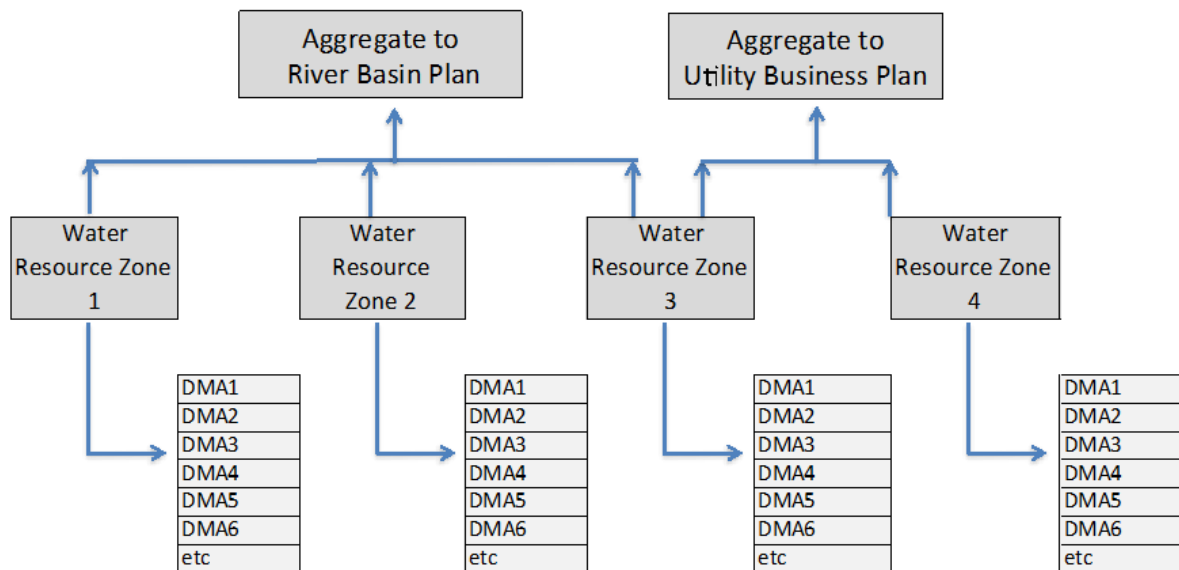 Aggregate to
River Basin Plan
Aggregate to
Utility Business Plan
Water
Resource Zone
1
Water
Resource
Zone 2
Water
Resource Zone
3
Water
Resource Zone
4
DMA1
DMA2
DMA3
DMA4
DMA5
DMA6
etc
DMA1
DMA2
DMA3
DMA4
DMA5
DMA6
etc
DMA1
DMA2
DMA3
DMA4
DMA5
DMA6
etc
DMA1
DMA2
DMA3
DMA4
DMA5
DMA6
etc